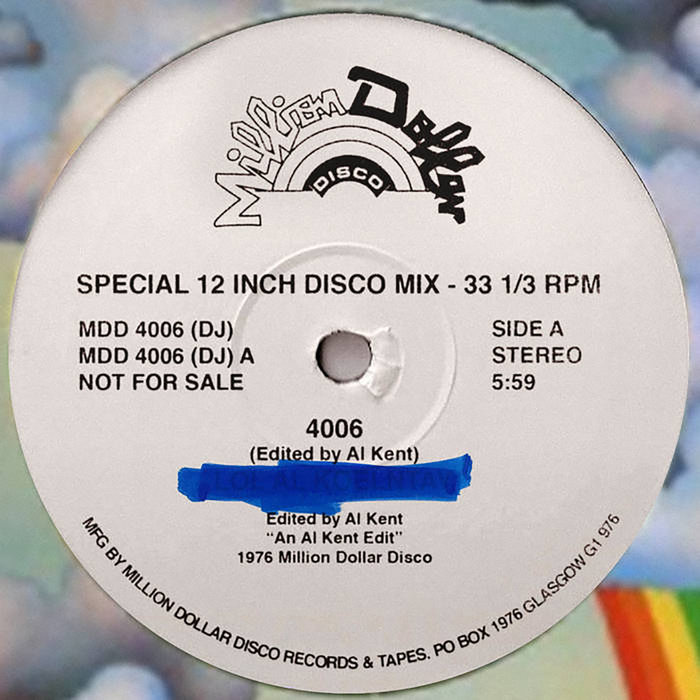 Million Dollar
DISCO
SPECIAL 12 INCH DISCO MIX - 33 1/3 RPM
MDD 4006 (DJ)
MDD 4006 (DJ) A
NOT FOR SALE
SIDE A
STEREO
5:59
4006
(Edited by Al Kent)
Edited by Al Kent
“An Al Kent Edit”
1976 Million Dollar Disco
MFG BY MILLION DOLLAR DISCO RECORDS & TAPES. PO BOX 1976 GLASGOW G1 976